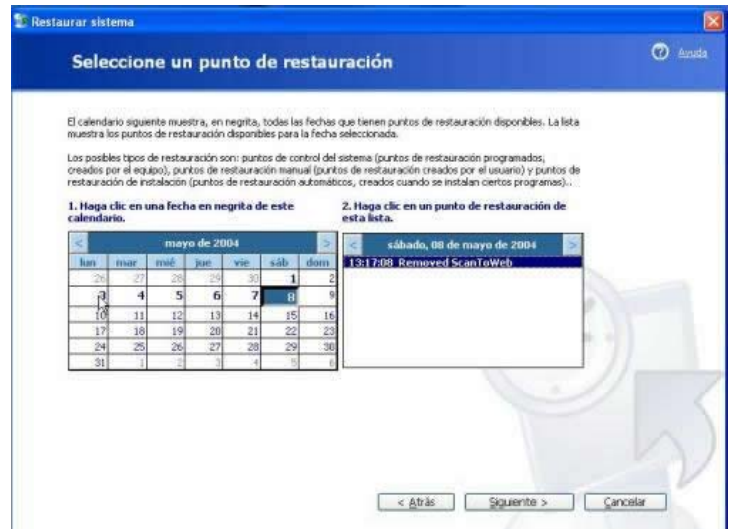 Restaurar sistema
Seleccione un punto de restauración
Ayuda
El calendario siguiente muestra, en negrita, todas las fechas que tienen puntos de restauración disponibles. La lista
muestra los puntos de restauración disponibles para la fecha seleccionada.
Los posibles tipos de restauración son: puntos de control del sistema (puntos de restauración programados,
creados por el equipo), puntos de restauración manual (puntos de restauración creados por el usuario) y puntos de
restauración de instalación (puntos de restauración automáticos, creados cuando se instalan ciertos programas)..
1. Haga clic en una fecha en negrita de este
calendario.
< mayo de 2004 >
lun mar mié jue vie sáb dom
26 27 28 29 30 1 2
3 4 5 6 7 8 9
10 11 12 13 14 15 16
17 18 19 20 21 22 23
24 25 26 27 28 29 30
31 1 2 3 4 5 6
2. Haga clic en un punto de restauración de
esta lista.
< sábado, 08 de mayo de 2004 >
13:17:08 Removed ScanToWeb
< Atrás
Siguiente >
Cancelar